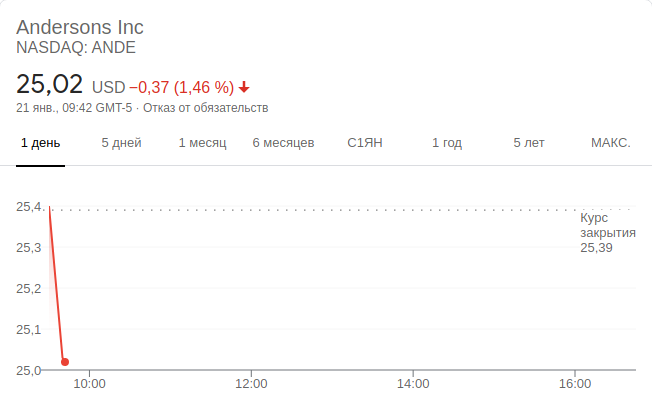 Andersons Inc
NASDAQ: ANDE
25,02 USD −0,37 (1,46 %)
21 янв., 09:42 GMT-5 · Отказ от обязательств
1 день 5 дней 1 месяц 6 месяцев С1ЯН 1 год 5 лет МАКС.
25,4
Курс
закрытия
25,39
25,3
25,2
25,1
25,0
10:00 12:00 14:00 16:00